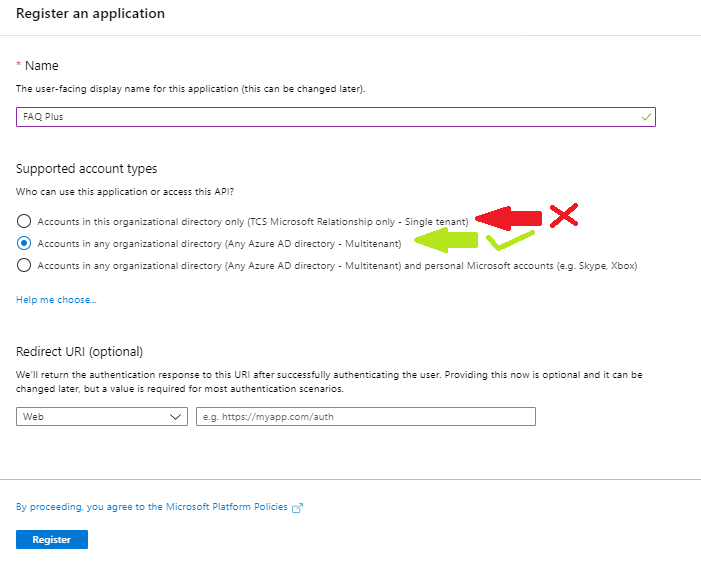 Register an application
* Name
The user-facing display name for this application (this can be changed later).
FAQ Plus
Supported account types
Who can use this application or access this API?
Accounts in this organizational directory only (TCS Microsoft Relationship only - Single tenant)
Accounts in any organizational directory (Any Azure AD directory - Multitenant)
Accounts in any organizational directory (Any Azure AD directory - Multitenant) and personal Microsoft accounts (e.g. Skype, Xbox)
Help me choose...
Redirect URI (optional)
We'll return the authentication response to this URI after successfully authenticating the user. Providing this now is optional and it can be
changed later, but a value is required for most authentication scenarios.
Web
e.g. https://myapp.com/auth
By proceeding, you agree to the Microsoft Platform Policies
Register